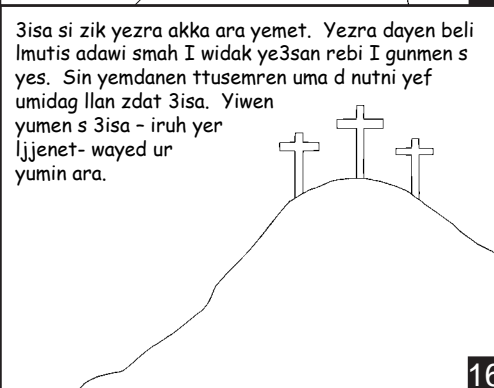 3isa si zik yezra akka ara yemet. Yezra dayen beli
lmutis adawi smah I widak ye3san rebi I gunmen s
yes. Sin yemdanen ttusemren uma d nutni yef
umidag llan zdat 3isa. Yiwen
yumen s 3isa – iruh yer
ljjenet- wayed ur
yumin ara.
16